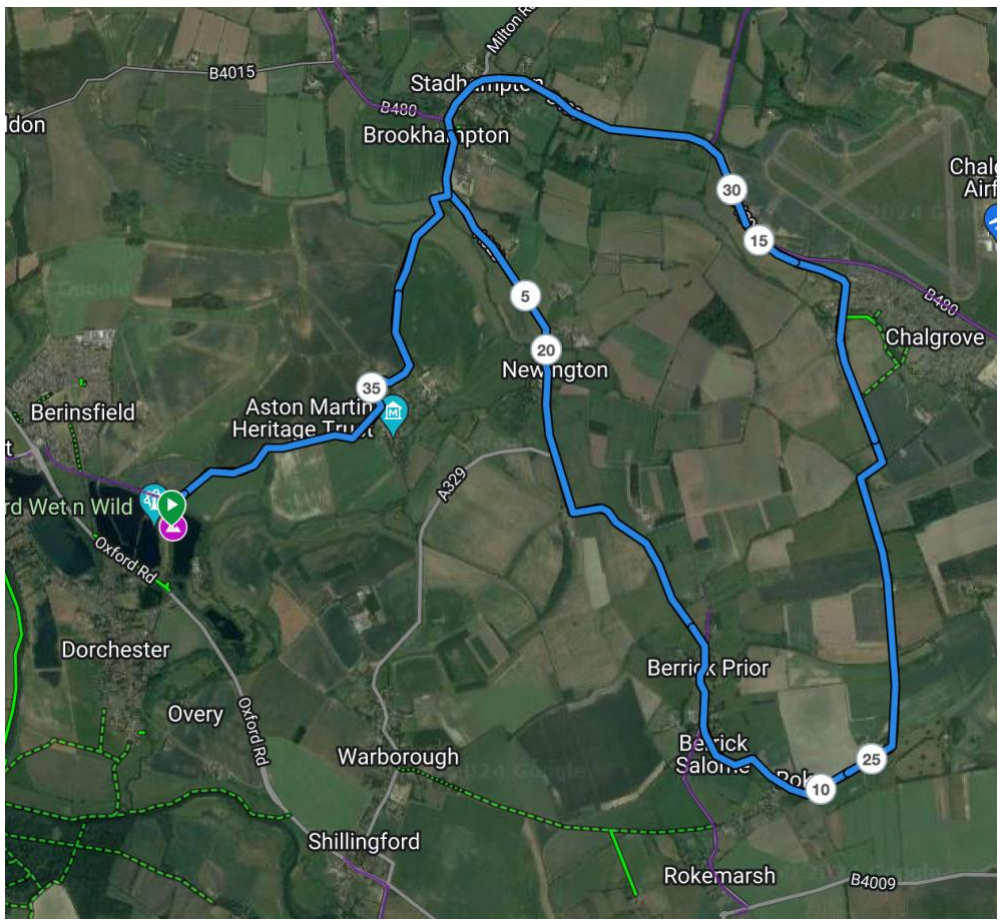 Milton Rd
B4015
Stadhampton
ldon
B480
Brookhampton
Chalg
Airf
30
15
5
B480
20
Chalgrove
Newington
35
Aston Martin
Heritage Trust
Berinsfield
t
A329
rd Wet n Wild
Oxford Rd
Dorchester
Berrick Prior
Overy
Oxford Rd
Berrick
Salome
Warborough
25
Rok
10
Shillingford
Rokemarsh
B4009